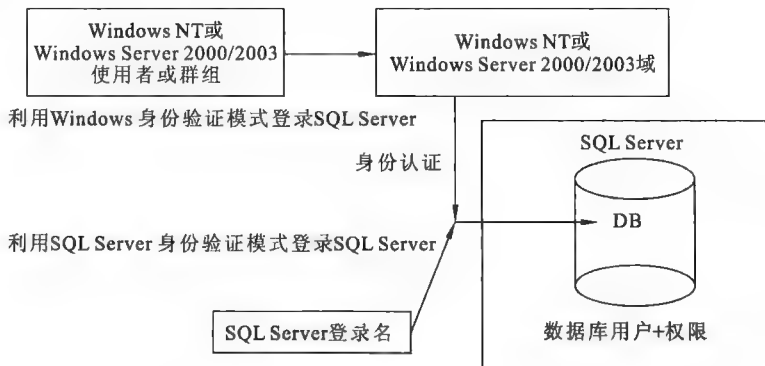 Windows NT或
Windows Server 2000/2003
使用者或群组
Windows NT或
Windows Server 2000/2003域
利用Windows 身份验证模式登录SQL Server
身份认证
SQL Server
DB
利用SQL Server 身份验证模式登录SQL Server
SQL Server登录名
数据库用户+权限